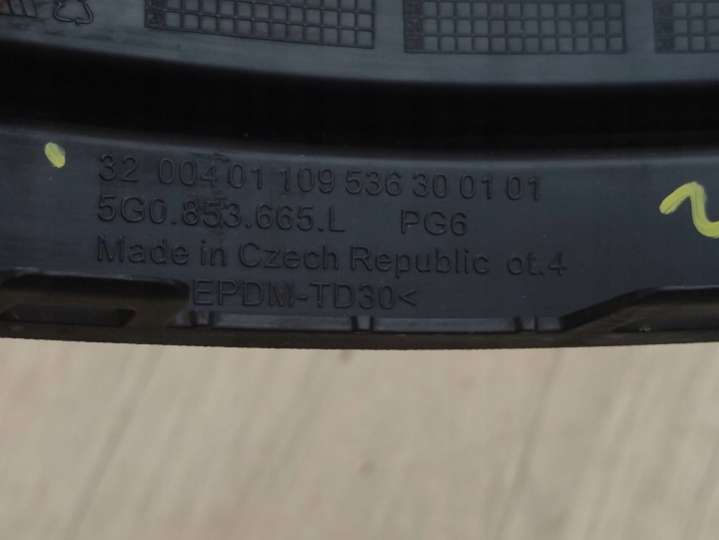 32 004 01 109 536 30 01 01
5G0.853.665.L PG6
Made in Czech Republic ot.4
EPDM-TD30<